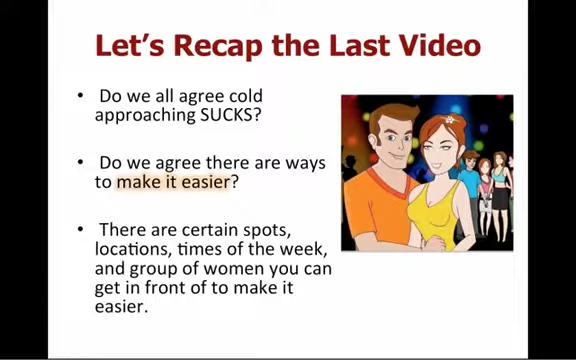 Let's Recap the Last Video
• Do we all agree cold
approaching SUCKS?
• Do we agree there are ways
to make it easier?
• There are certain spots,
locations, times of the week,
and group of women you can
get in front of to make it
easier.